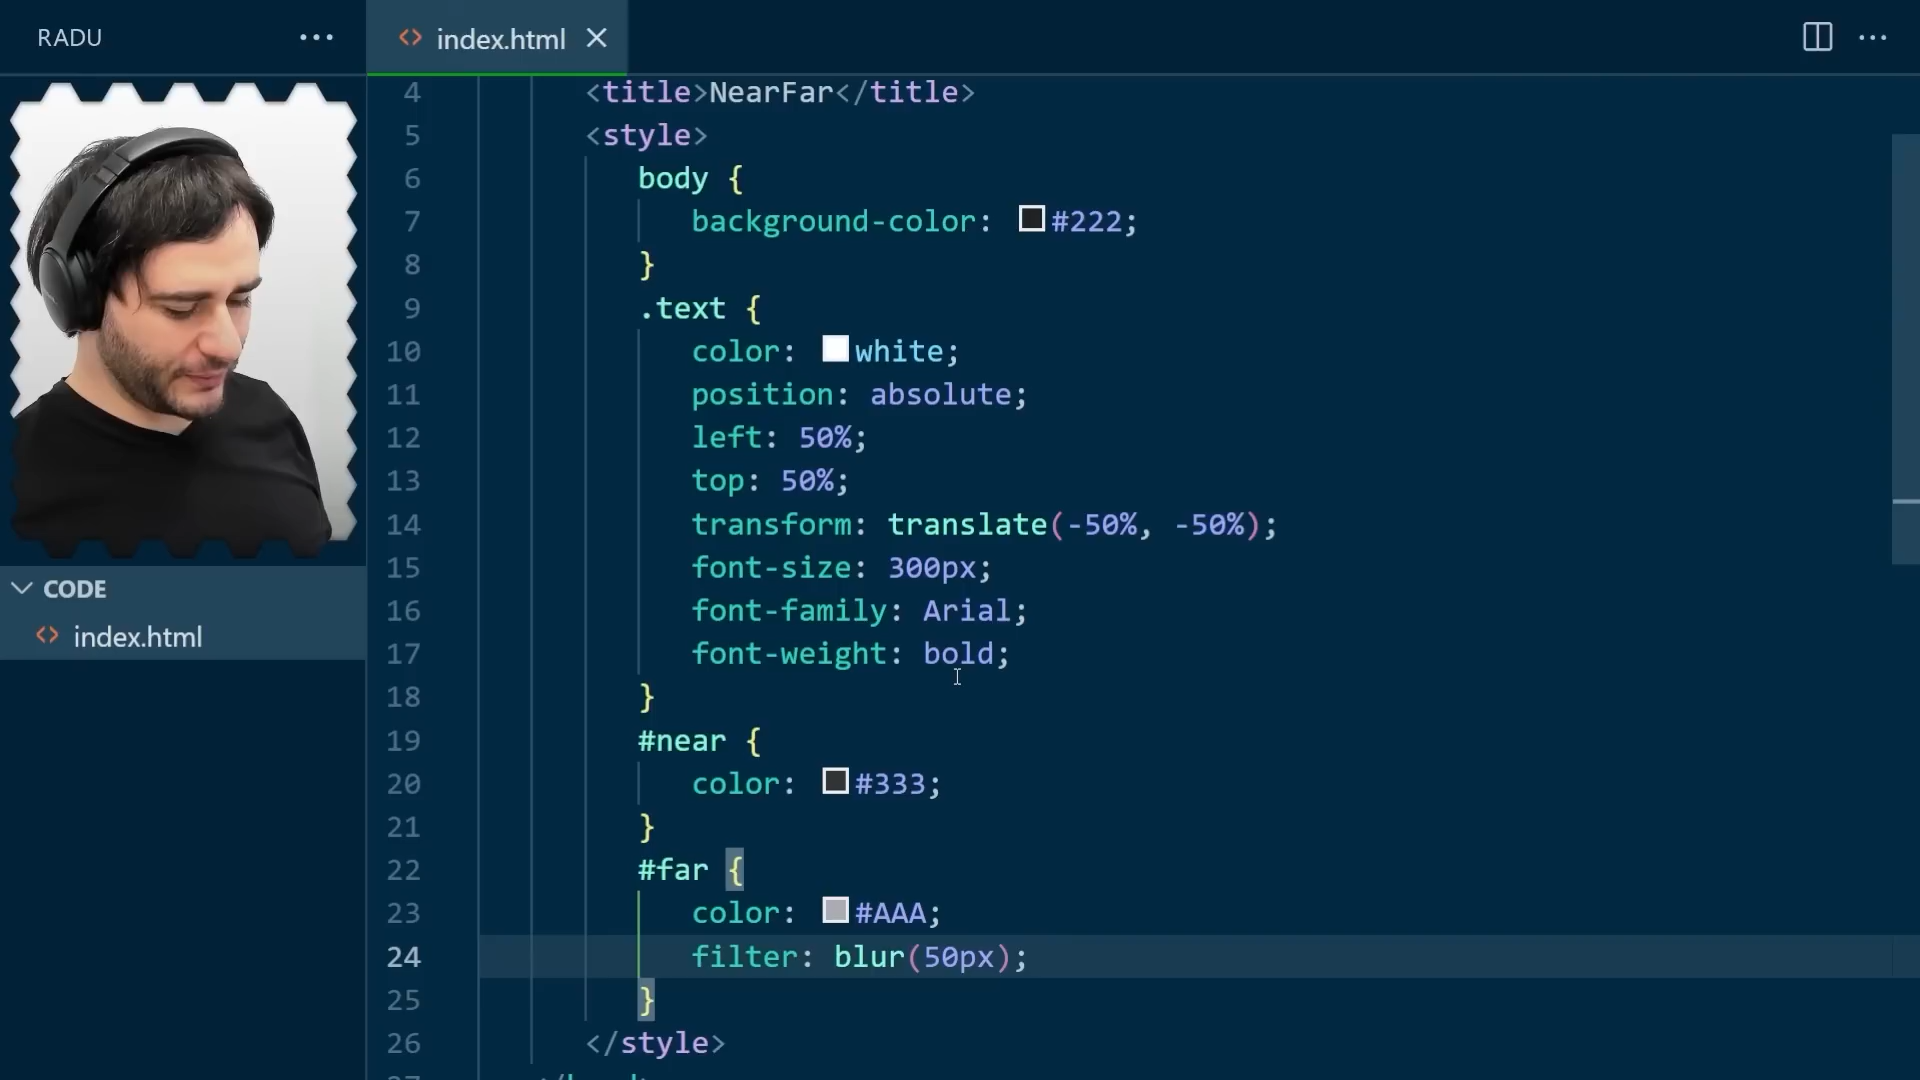 RADU
index.html
4 <title>NearFar</title>
5 <style>
6 body {
7 background-color: #222;
8 }
9 .text {
10 color: white;
11 position: absolute;
12 left: 50%;
13 top: 50%;
14 transform: translate(-50%, -50%);
15 font-size: 300px;
16 font-family: Arial;
17 font-weight: bold;
18 }
19 #near {
20 color: #333;
21 }
22 #far {
23 color: #AAA;
24 filter: blur(50px);
25 }
26 </style>
CODE
index.html